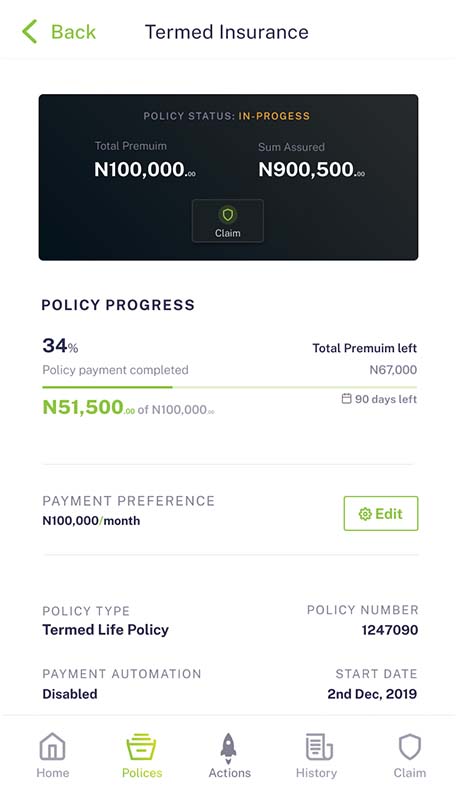 Back
Termed Insurance
POLICY STATUS: IN-PROGESS
Total Premuim
Sum Assured
N100,000.00
N900,500.00
Claim
POLICY PROGRESS
34%
Total Premuim left
Policy payment completed
N67,000
N51,500.00 of N100,000.00
90 days left
PAYMENT PREFERENCE
N100,000/month
Edit
POLICY TYPE
POLICY NUMBER
Termed Life Policy
1247090
PAYMENT AUTOMATION
START DATE
Disabled
2nd Dec, 2019
Home
Polices
Actions
History
Claim